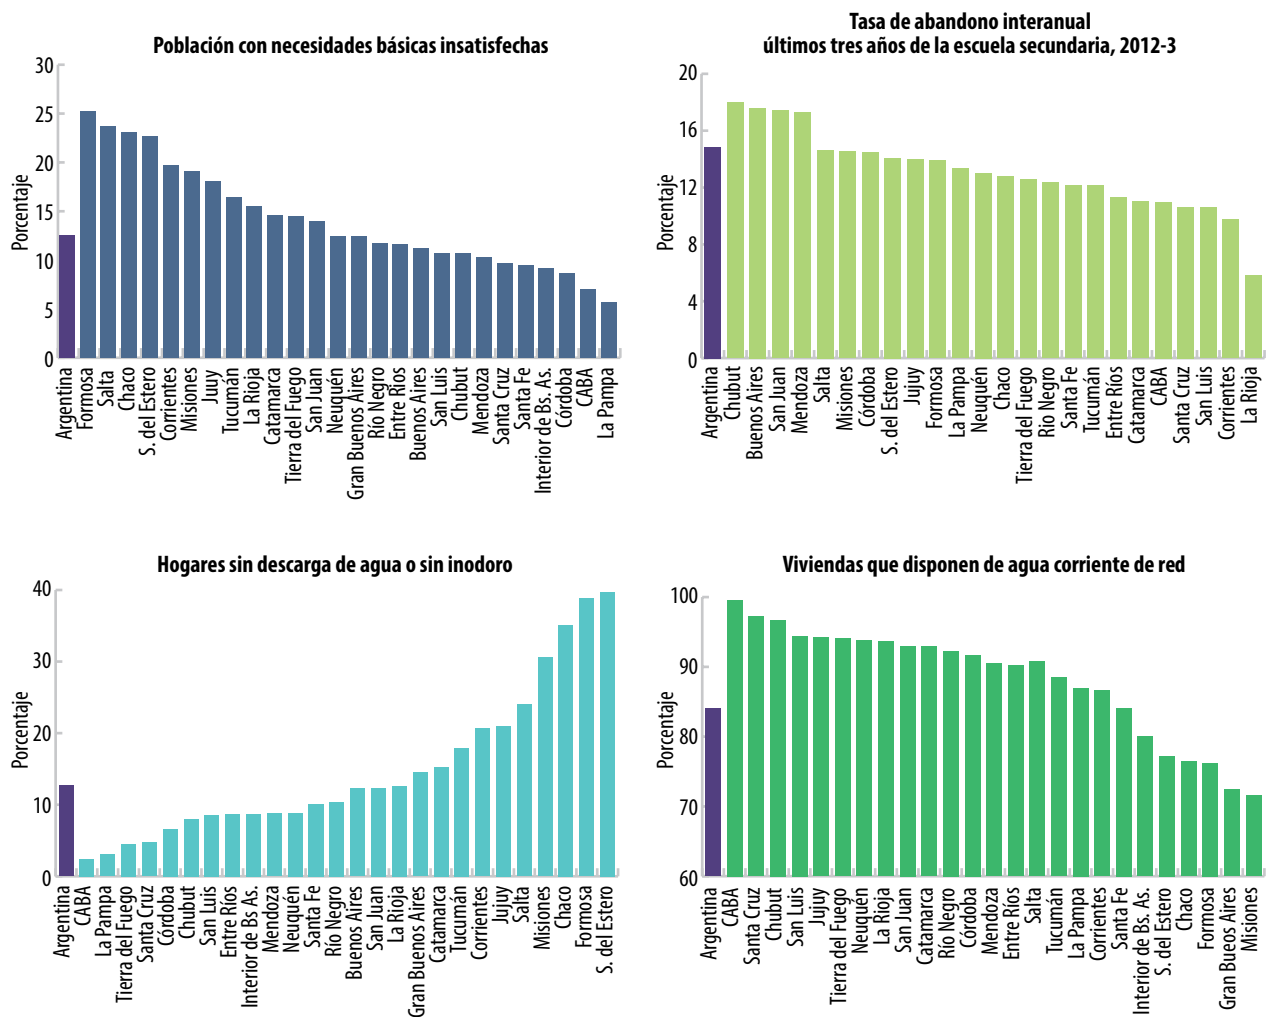 Población con necesidades básicas insatisfechas
Porcentaje
30
25
20
15
10
5
0
Argentina
Formosa
Salta
Chaco
S. del Estero
Corrientes
Misiones
Jujuy
Tucumán
La Rioja
Catamarca
Tierra del Fuego
San Juan
Neuquén
Gran Buenos Aires
Río Negro
Entre Ríos
Buenos Aires
San Luis
Chubut
Mendoza
Santa Cruz
Santa Fe
Interior de Bs. As.
Córdoba
CABA
La Pampa
Tasa de abandono interanual
últimos tres años de la escuela secundaria, 2012-3
Porcentaje
20
16
12
8
4
0
Argentina
Chubut
Buenos Aires
San Juan
Mendoza
Salta
Misiones
Córdoba
S. del Estero
Jujuy
Formosa
La Pampa
Neuquén
Chaco
Tierra del Fuego
Río Negro
Santa Fe
Tucumán
Entre Ríos
Catamarca
CABA
Santa Cruz
San Luis
Corrientes
La Rioja
Hogares sin descarga de agua o sin inodoro
Porcentaje
40
30
20
10
0
Argentina
CABA
La Pampa
Tierra del Fuego
Santa Cruz
Córdoba
Chubut
San Luis
Entre Ríos
Interior de Bs As.
Mendoza
Neuquén
Santa Fe
Río Negro
Buenos Aires
San Juan
La Rioja
Gran Buenos Aires
Catamarca
Tucumán
Corrientes
Jujuy
Salta
Misiones
Chaco
Formosa
S. del Estero
Viviendas que disponen de agua corriente de red
Porcentaje
100
90
80
70
60
Argentina
CABA
Santa Cruz
Chubut
San Luis
Jujuy
Tierra del Fuego
Neuquén
La Rioja
San Juan
Catamarca
Río Negro
Córdoba
Mendoza
Entre Ríos
Salta
Tucumán
La Pampa
Corrientes
Santa Fe
Interior de Bs. As.
S. del Estero
Chaco
Formosa
Gran Bueos Aires
Misiones